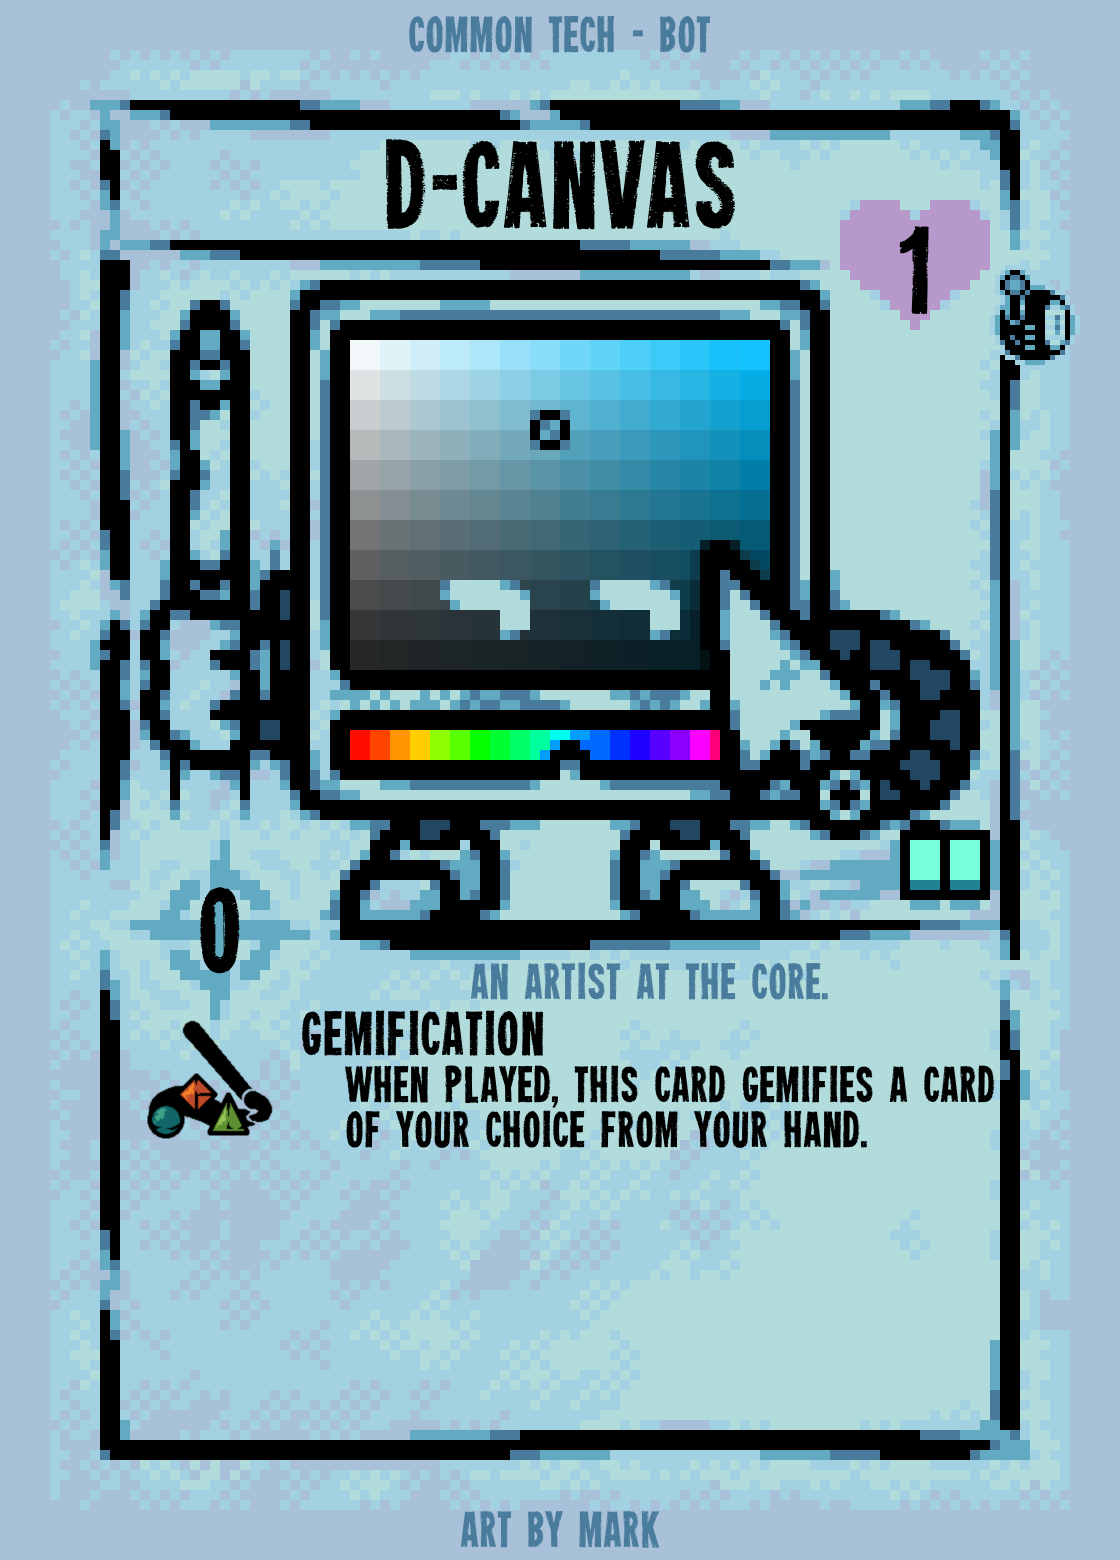 COMMON TECH - BOT
D-CANVAS
1
0
AN ARTIST AT THE CORE.
GEMIFICATION
WHEN PLAYED, THIS CARD GEMIFIES A CARD
OF YOUR CHOICE FROM YOUR HAND.
ART BY MARK